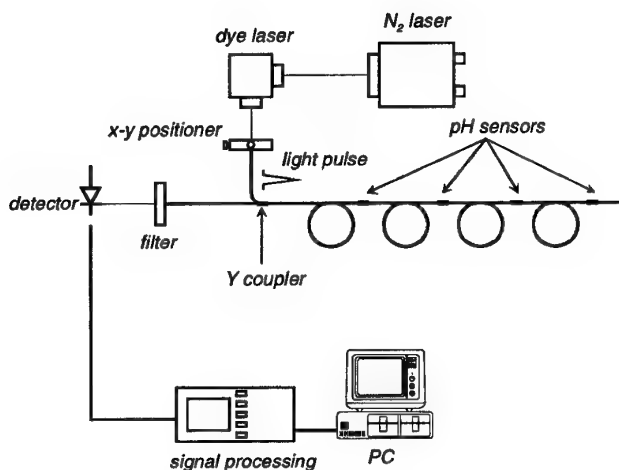 N₂ laser
dye laser
x-y positioner
pH sensors
light pulse
detector
filter
Y coupler
signal processing
PC